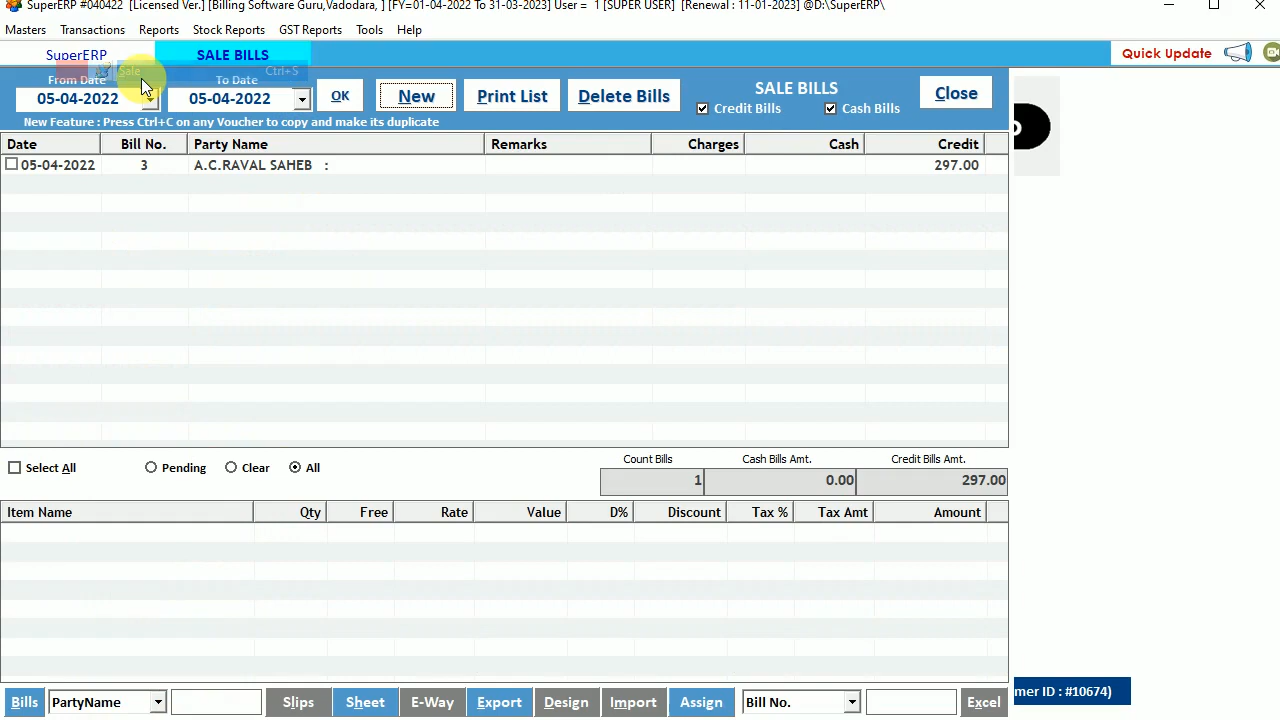 SuperERP #040422 [Licensed Ver.] [Billing Software Guru,Vadodara, ] [FY=01-04-2022 To 31-03-2023] User = 1 [SUPER USER] [Renewal : 11-01-2023] @D:\SuperERP\
Masters Transactions Reports Stock Reports GST Reports Tools Help
SuperERP SALE BILLS Quick Update
Sale Ctrl+S
From Date To Date
05-04-2022 05-04-2022 OK New Print List Delete Bills SALE BILLS Close
Credit Bills Cash Bills
New Feature : Press Ctrl+C on any Voucher to copy and make its duplicate
Date Bill No. Party Name Remarks Charges Cash Credit
05-04-2022 3 A.C.RAVAL SAHEB : 297.00
Select All Pending Clear All
Count Bills Cash Bills Amt. Credit Bills Amt.
1 0.00 297.00
Item Name Qty Free Rate Value D% Discount Tax % Tax Amt Amount
mer ID : #10674)
Bills PartyName Slips Sheet E-Way Export Design Import Assign Bill No. Excel